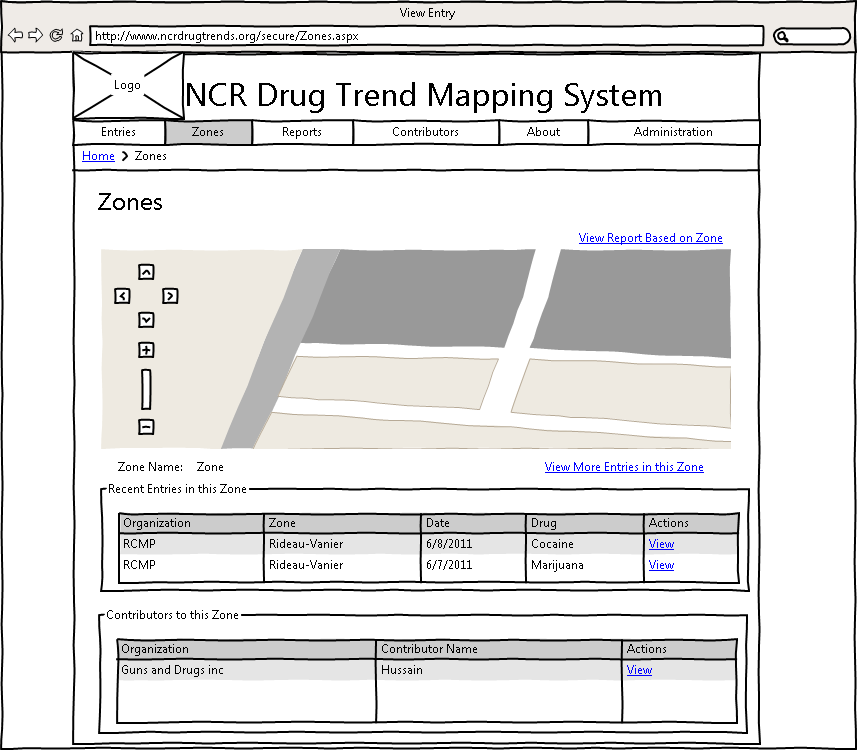 View Entry
http://www.ncrdrugtrends.org/secure/Zones.aspx
Logo
NCR Drug Trend Mapping System
Entries Zones Reports Contributors About Administration
Home > Zones
Zones
View Report Based on Zone
Zone Name: Zone
View More Entries in this Zone
Recent Entries in this Zone
Organization Zone Date Drug Actions
RCMP Rideau-Vanier 6/8/2011 Cocaine View
RCMP Rideau-Vanier 6/7/2011 Marijuana View
Contributors to this Zone
Organization Contributor Name Actions
Guns and Drugs inc Hussain View